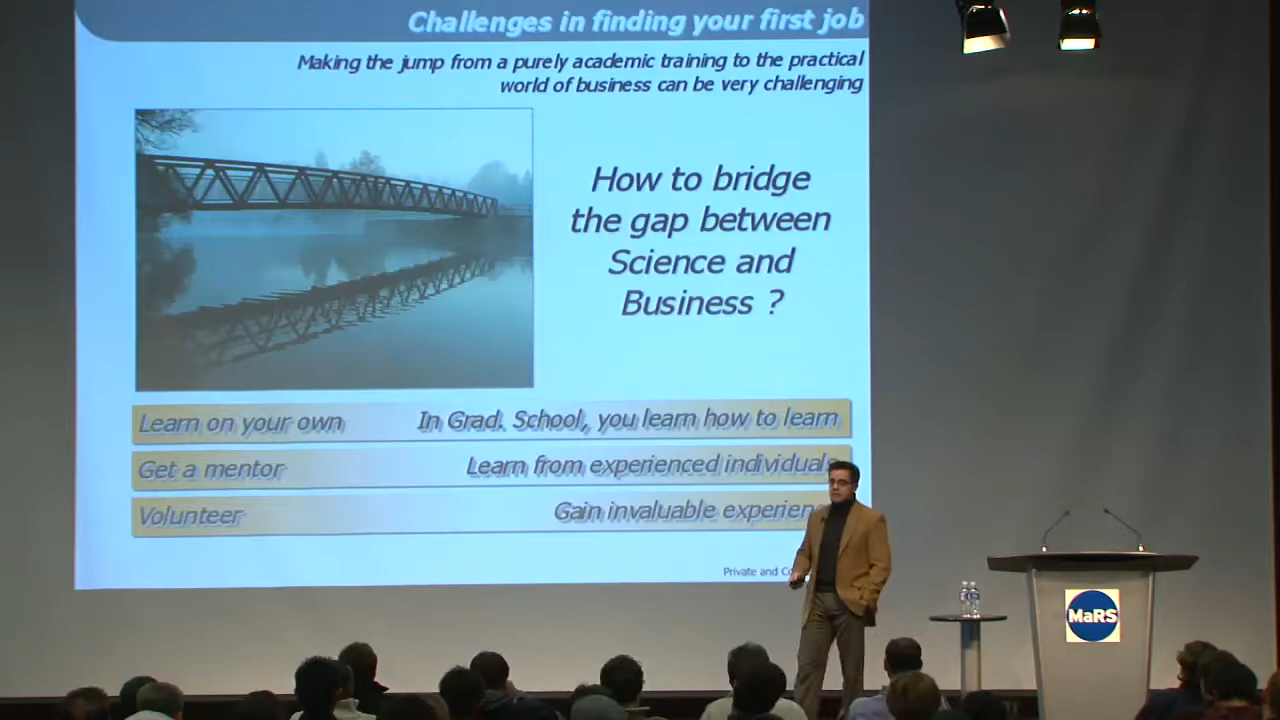 Challenges in finding your first job
Making the jump from a purely academic training to the practical
world of business can be very challenging
How to bridge
the gap between
Science and
Business ?
Learn on your own In Grad. School, you learn how to learn
Get a mentor Learn from experienced individuals
Volunteer Gain invaluable
Private and
MaRS